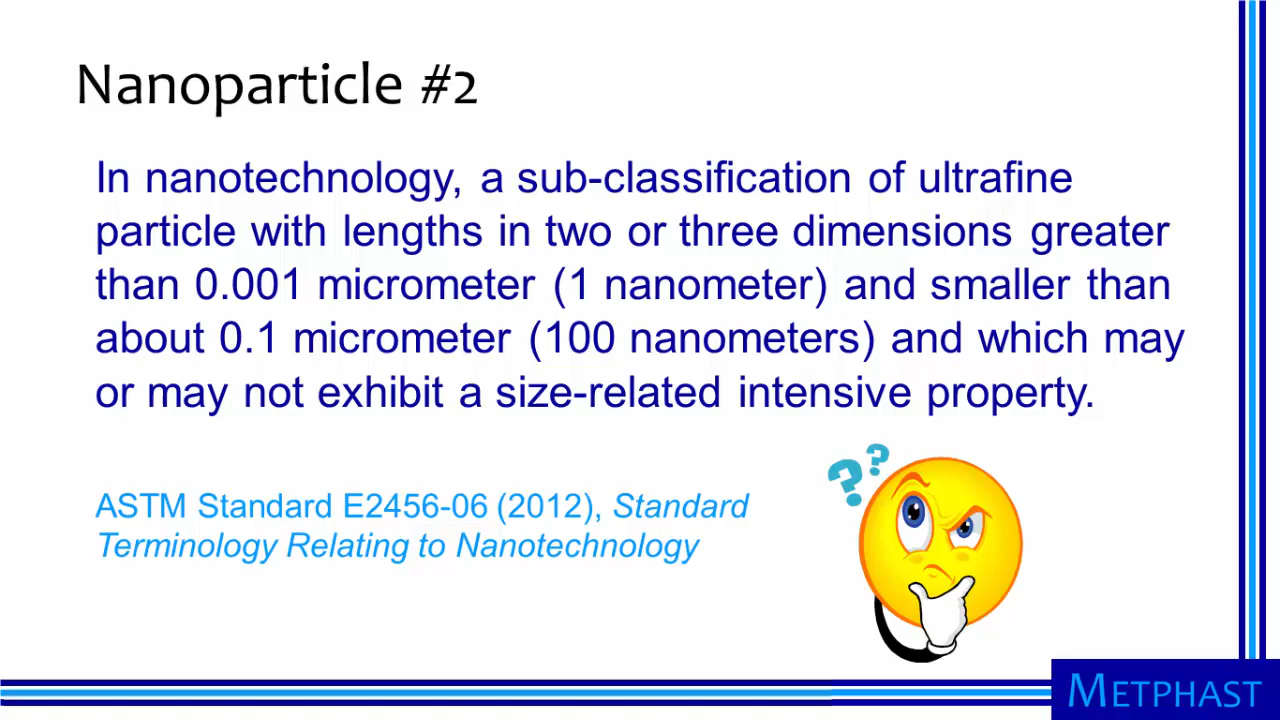 Nanoparticle #2
In nanotechnology, a sub-classification of ultrafine
particle with lengths in two or three dimensions greater
than 0.001 micrometer (1 nanometer) and smaller than
about 0.1 micrometer (100 nanometers) and which may
or may not exhibit a size-related intensive property.
??
ASTM Standard E2456-06 (2012), Standard
Terminology Relating to Nanotechnology
METPHAST